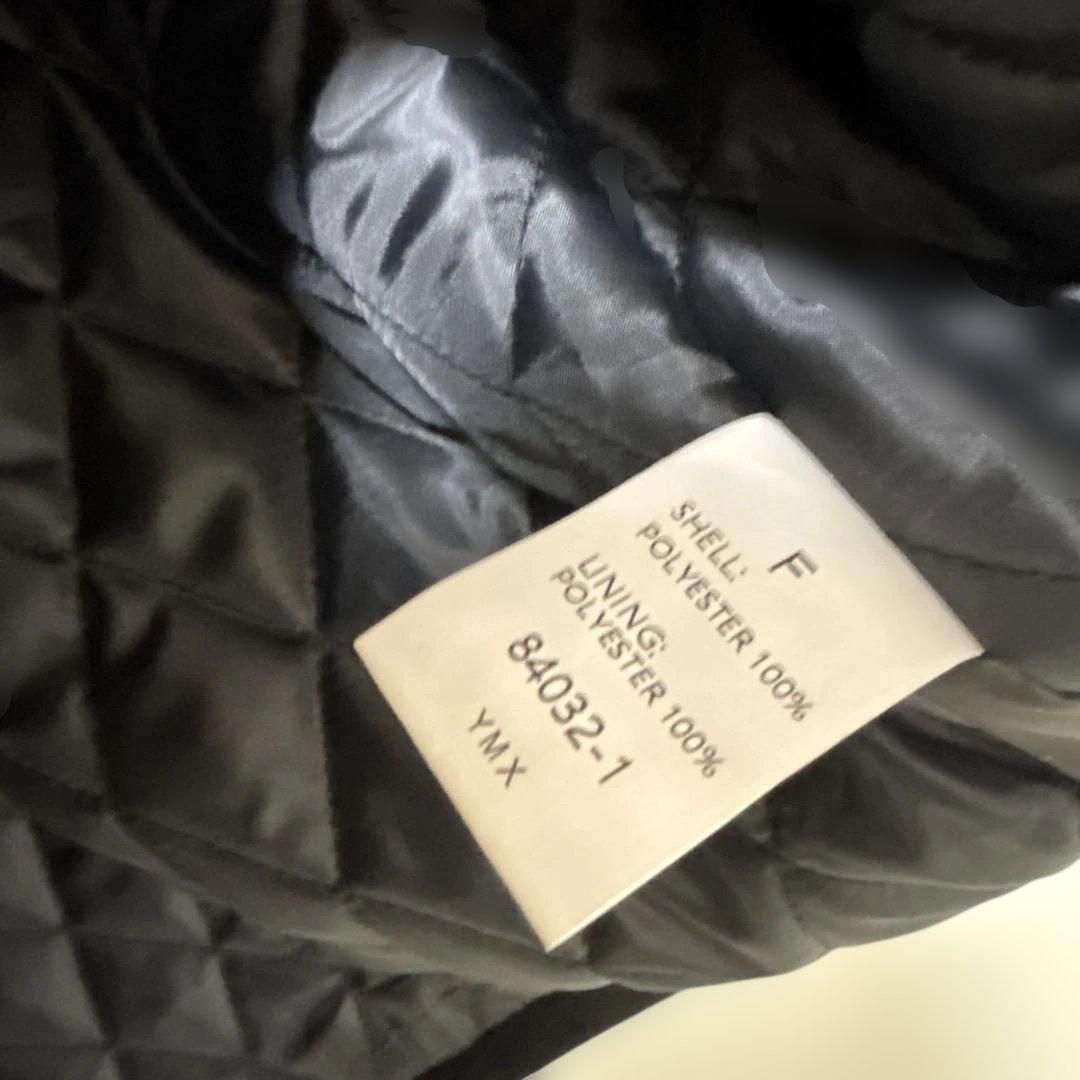 F
SHELL:
POLYESTER 100%
LINING:
POLYESTER 100%
84032-1
YMX